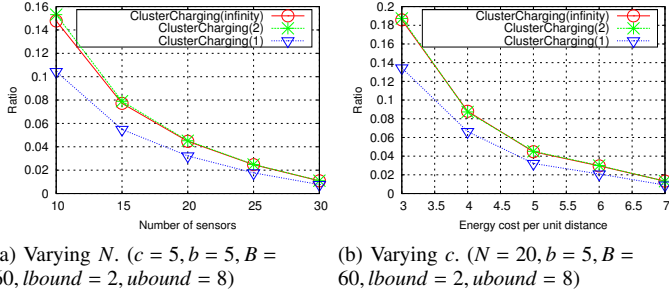 0.16
0.14
0.12
0.1
0.08
0.06
0.04
0.02
0
Ratio
ClusterCharging(infinity)
ClusterCharging(2)
ClusterCharging(1)
10 15 20 25 30
Number of sensors
a) Varying N. (c = 5, b = 5, B =
60, lbound = 2, ubound = 8)
0.2
0.18
0.16
0.14
0.12
0.1
0.08
0.06
0.04
0.02
0
Ratio
ClusterCharging(infinity)
ClusterCharging(2)
ClusterCharging(1)
3 3.5 4 4.5 5 5.5 6 6.5 7
Energy cost per unit distance
(b) Varying c. (N = 20, b = 5, B =
60, lbound = 2, ubound = 8)